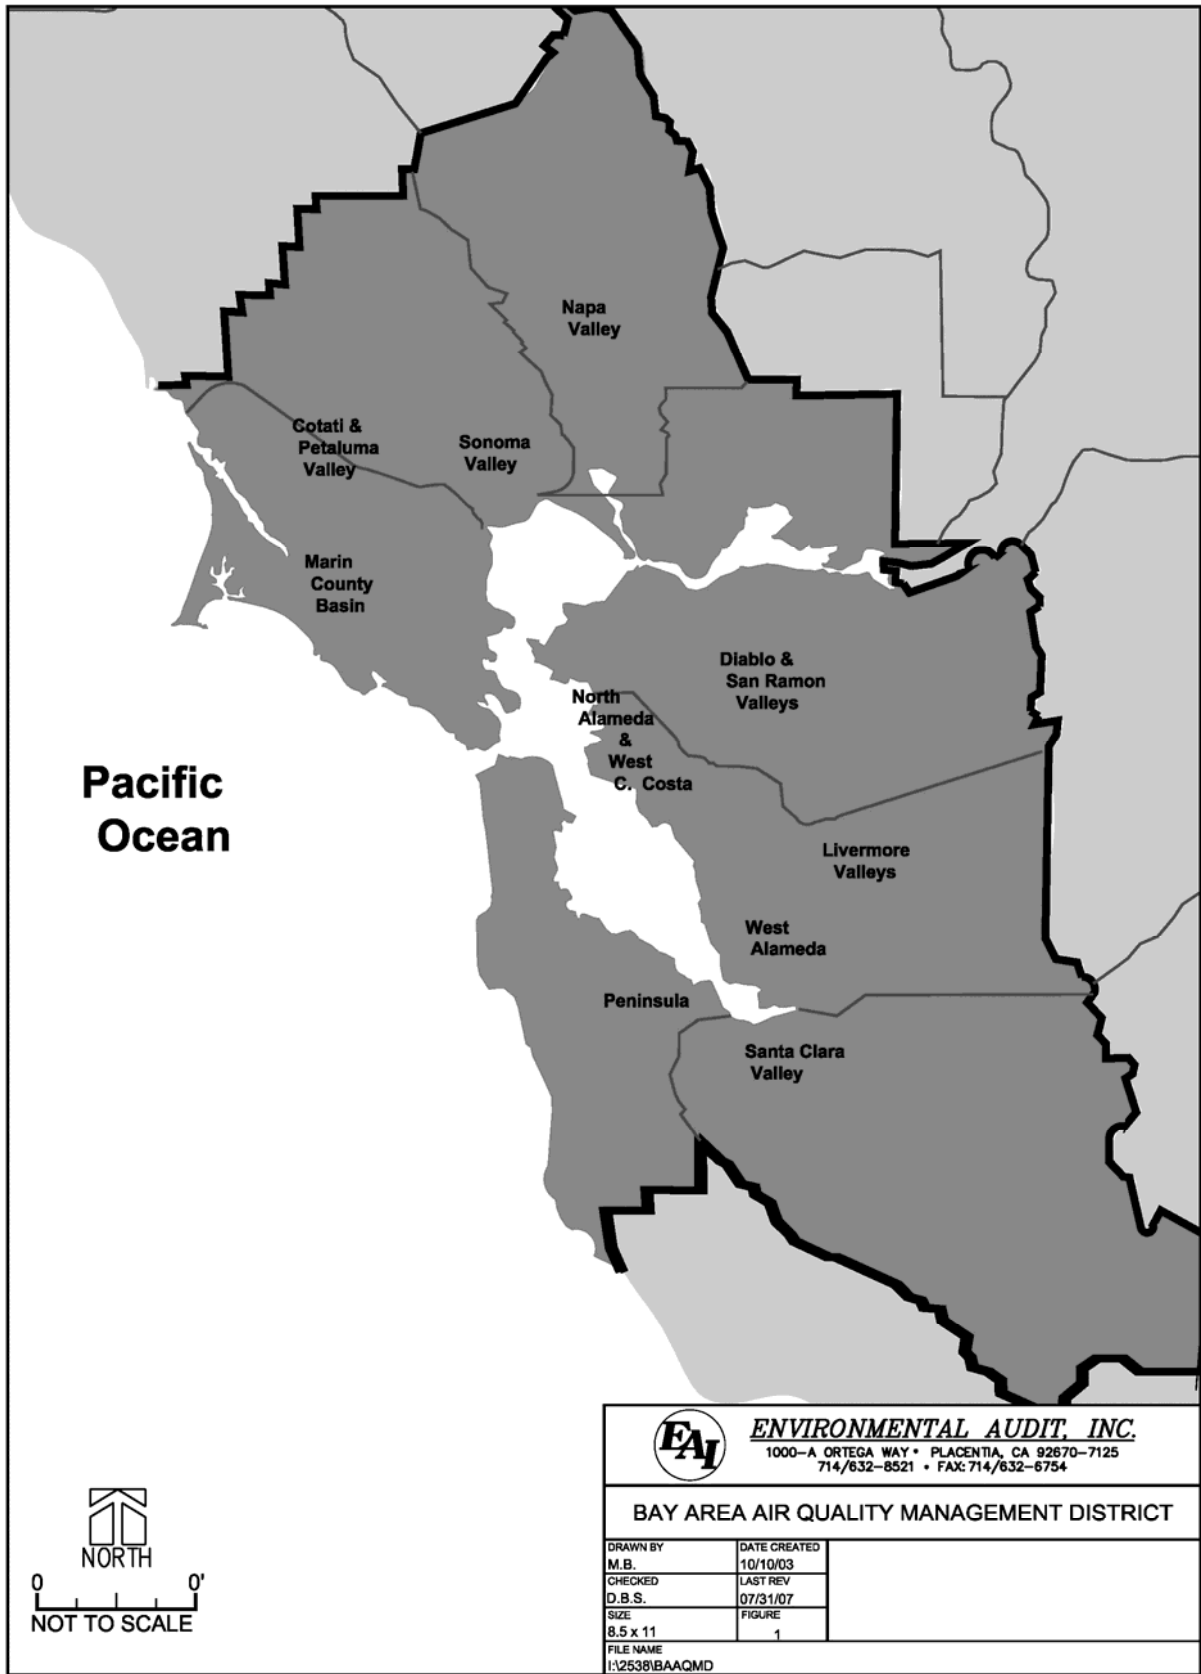 Napa
Valley
Cotati &
Petaluma
Valley
Sonoma
Valley
Marin
County
Basin
Diablo &
San Ramon
Valleys
North
Alameda
&
West
C. Costa
Pacific
Ocean
Livermore
Valleys
West
Alameda
Peninsula
Santa Clara
Valley
NORTH
0 0'
NOT TO SCALE
EAI
ENVIRONMENTAL AUDIT, INC.
1000-A ORTEGA WAY • PLACENTIA, CA 92670-7125
714/632-8521 • FAX: 714/632-6754
BAY AREA AIR QUALITY MANAGEMENT DISTRICT
DRAWN BY
M.B.
DATE CREATED
10/10/03
CHECKED
D.B.S.
LAST REV
07/31/07
SIZE
8.5 x 11
FIGURE
1
FILE NAME
I:\2538\BAAQMD